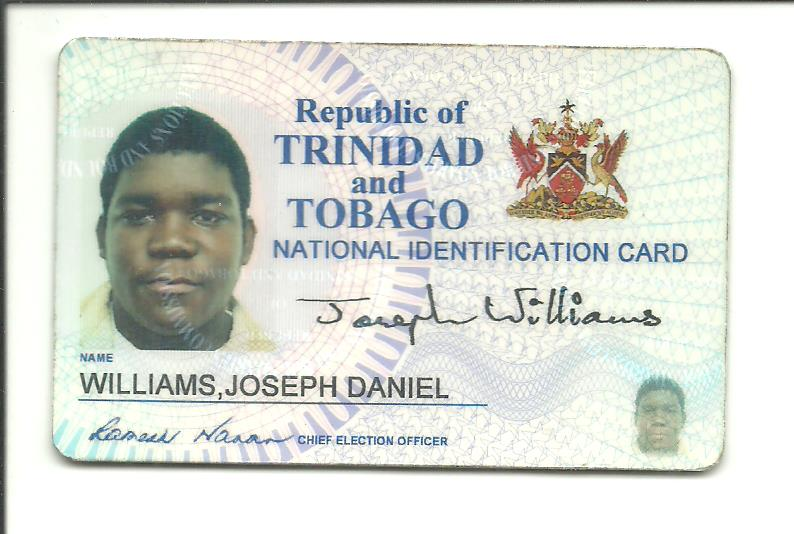 Republic of
TRINIDAD
and
TOBAGO
NATIONAL IDENTIFICATION CARD
Joseph Williams
NAME
WILLIAMS,JOSEPH DANIEL
CHIEF ELECTION OFFICER